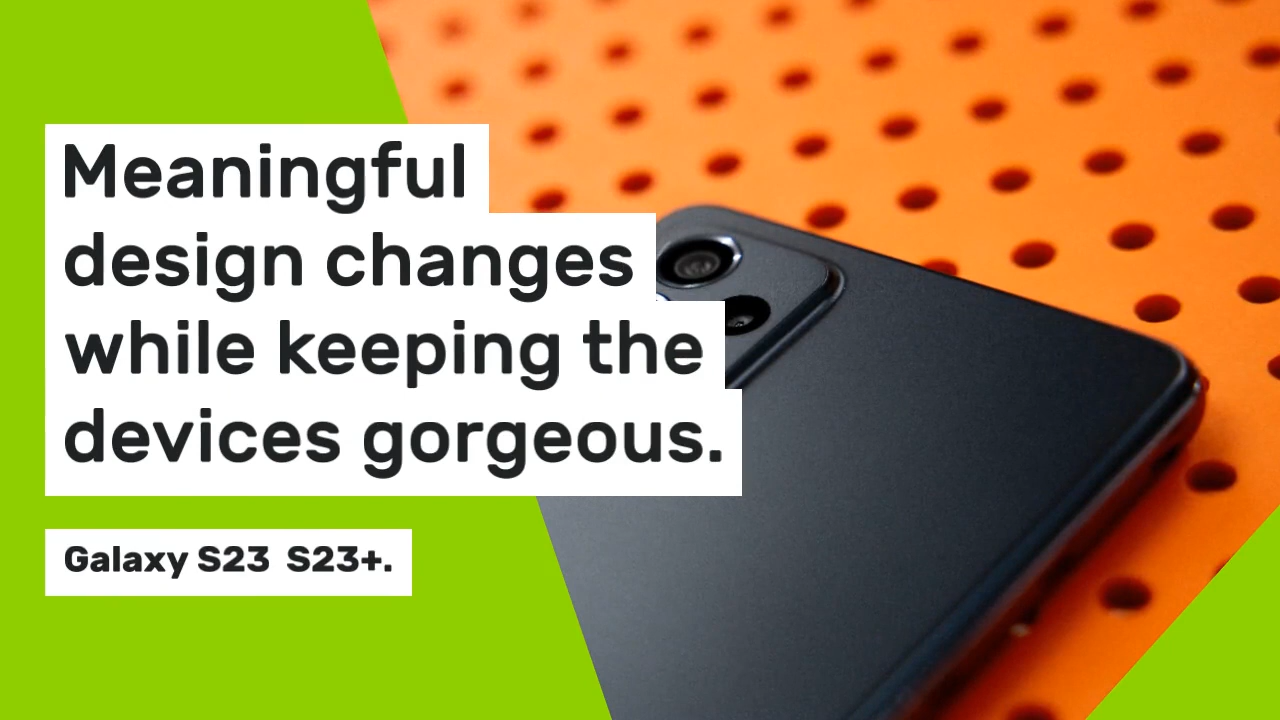 Meaningful
design changes
while keeping the
devices gorgeous.
Galaxy S23  S23+.